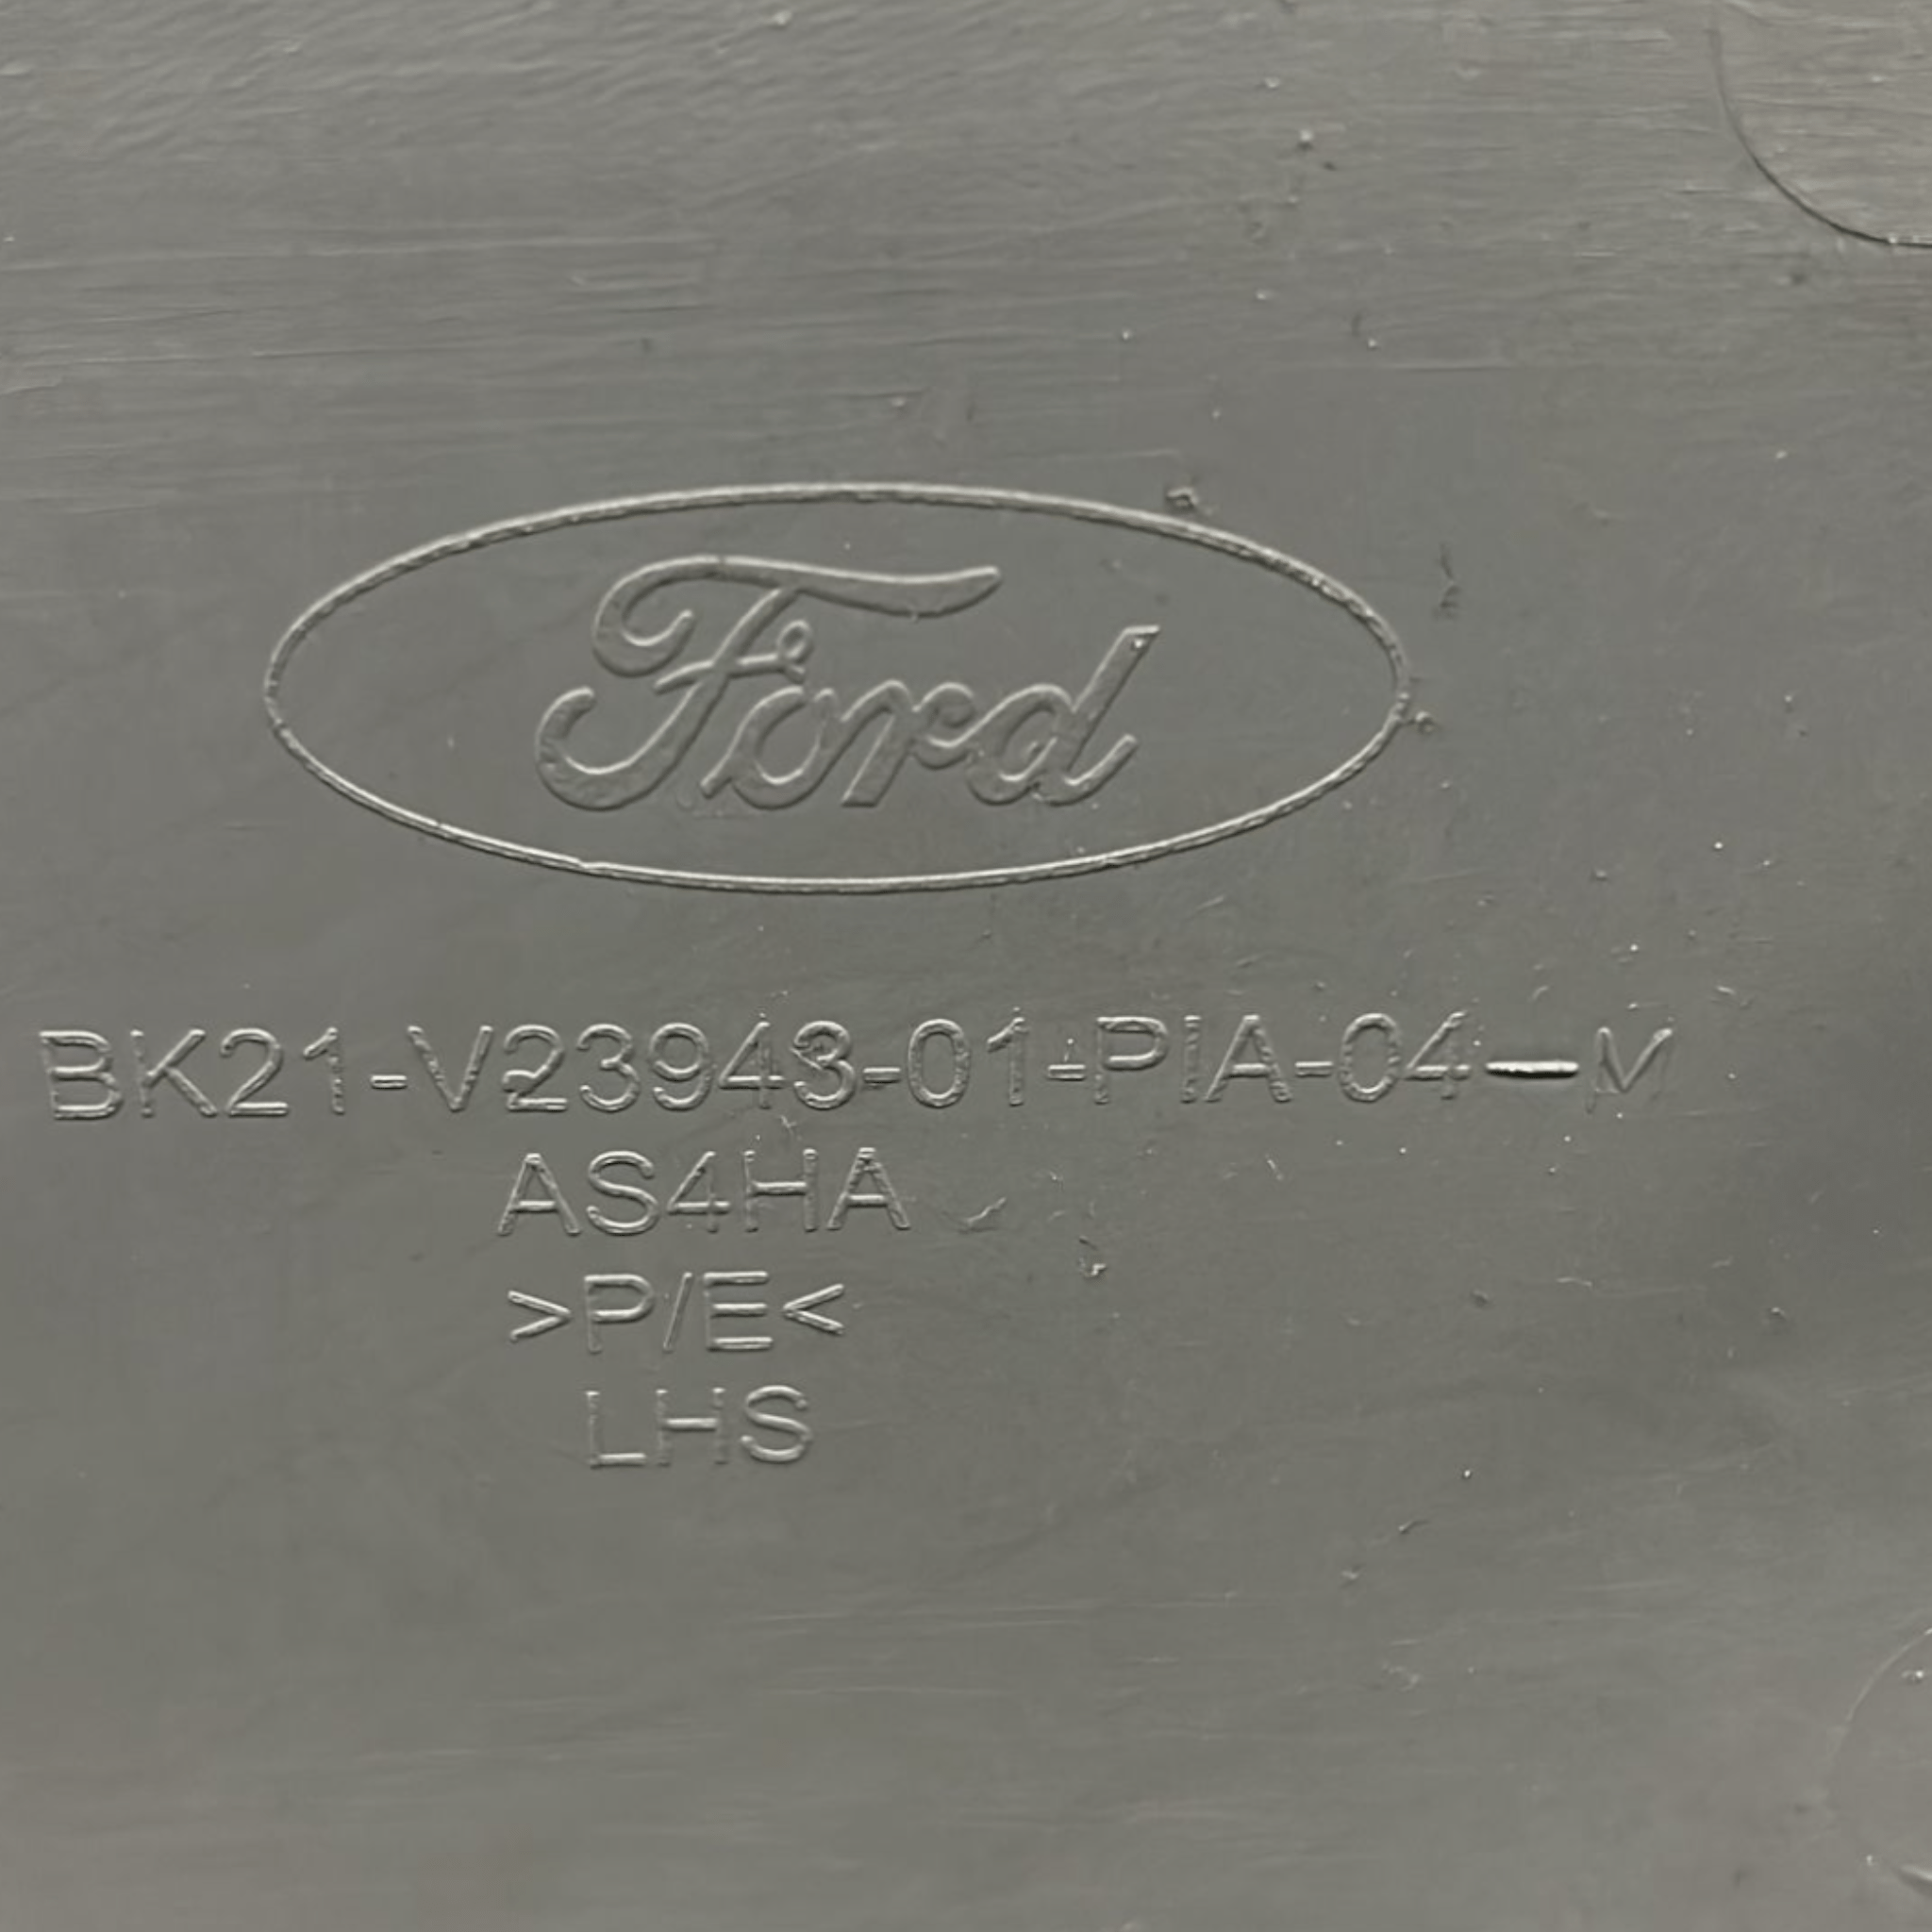 Ford
BK21-V23943-01-PIA-04-M
AS4HA
>P/E<
LHS